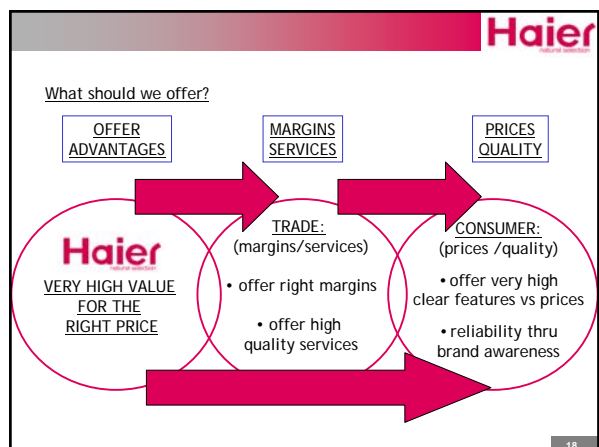 Haier
natural selection
What should we offer?
OFFER
ADVANTAGES
MARGINS
SERVICES
PRICES
QUALITY
Haier
natural selection
VERY HIGH VALUE
FOR THE
RIGHT PRICE
TRADE:
(margins/services)
• offer right margins
• offer high
quality services
CONSUMER:
(prices /quality)
• offer very high
clear features vs prices
• reliability thru
brand awareness
18